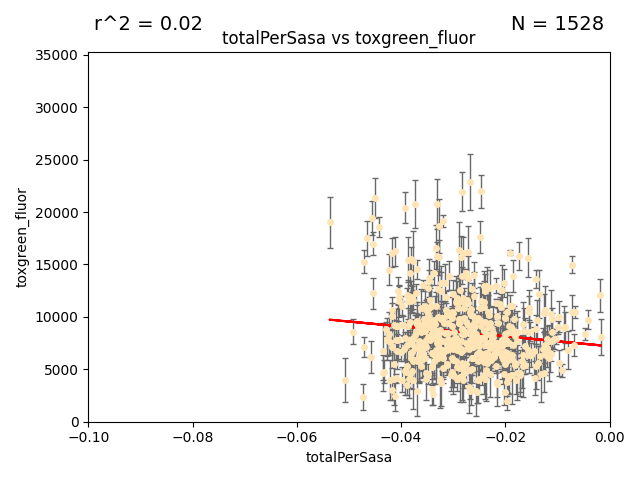 r^2 = 0.02
N = 1528
totalPerSasa vs toxgreen_fluor
35000
30000
25000
20000
15000
10000
5000
0
toxgreen_fluor
−0.10
−0.08
−0.06
−0.04
−0.02
0.00
totalPerSasa